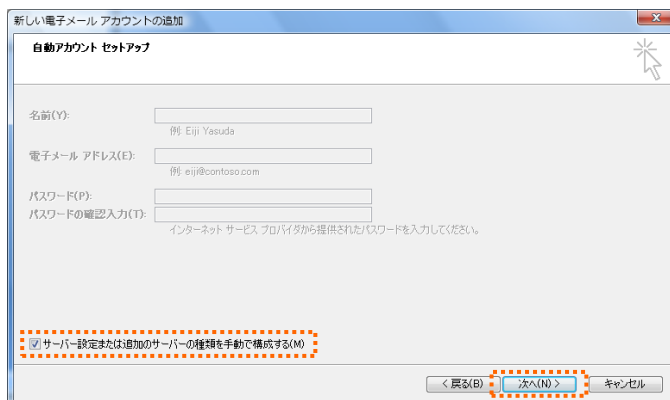 新しい電子メール アカウントの追加
自動アカウント セットアップ
名前(Y):
例: Eiji Yasuda
電子メール アドレス(E):
例: eiji@contoso.com
パスワード(P):
パスワードの確認入力(T):
インターネット サービス プロバイダから提供されたパスワードを入力してください。
サーバー設定または追加のサーバーの種類を手動で構成する(M)
< 戻る(B) 次へ(N) > キャンセル